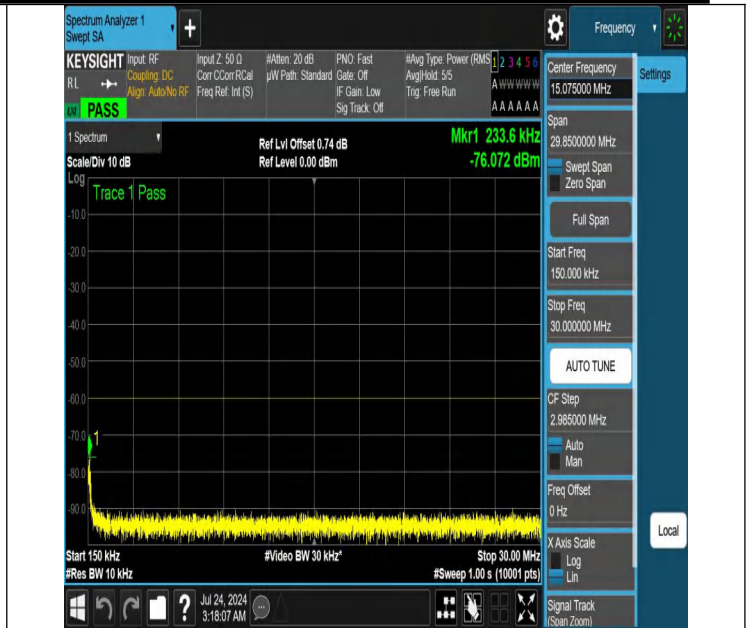 Spectrum Analyzer 1
Swept SA
+
Frequency
KEYSIGHT Input: RF Input Z: 50 Ω #Atten: 20 dB PNO: Fast #Avg Type: Power (RMS 1 2 3 4 5 6
RL Coupling: DC Corr CCorr RCal µW Path: Standard Gate: Off Avg|Hold: 5/5 A W W W W W
Align: Auto/No RF Freq Ref: Int (S) IF Gain: Low Trig: Free Run
Sig Track: Off A A A A A A
LXI PASS
1 Spectrum
Ref Lvl Offset 0.74 dB Mkr1 233.6 kHz
Scale/Div 10 dB Ref Level 0.00 dBm -76.072 dBm
Log
Trace 1 Pass
-10.0
-20.0
-30.0
-40.0
-50.0
-60.0
-70.0
1
-80.0
-90.0
Start 150 kHz #Video BW 30 kHz* Stop 30.00 MHz
#Res BW 10 kHz #Sweep 1.00 s (10001 pts)
? Jul 24, 2024
3:18:07 AM
Center Frequency
15.075000 MHz
Settings
Span
29.8500000 MHz
Swept Span
Zero Span
Full Span
Start Freq
150.000 kHz
Stop Freq
30.000000 MHz
AUTO TUNE
CF Step
2.985000 MHz
Auto
Man
Freq Offset
0 Hz
X Axis Scale
Log
Lin
Local
Signal Track
(Span Zoom)